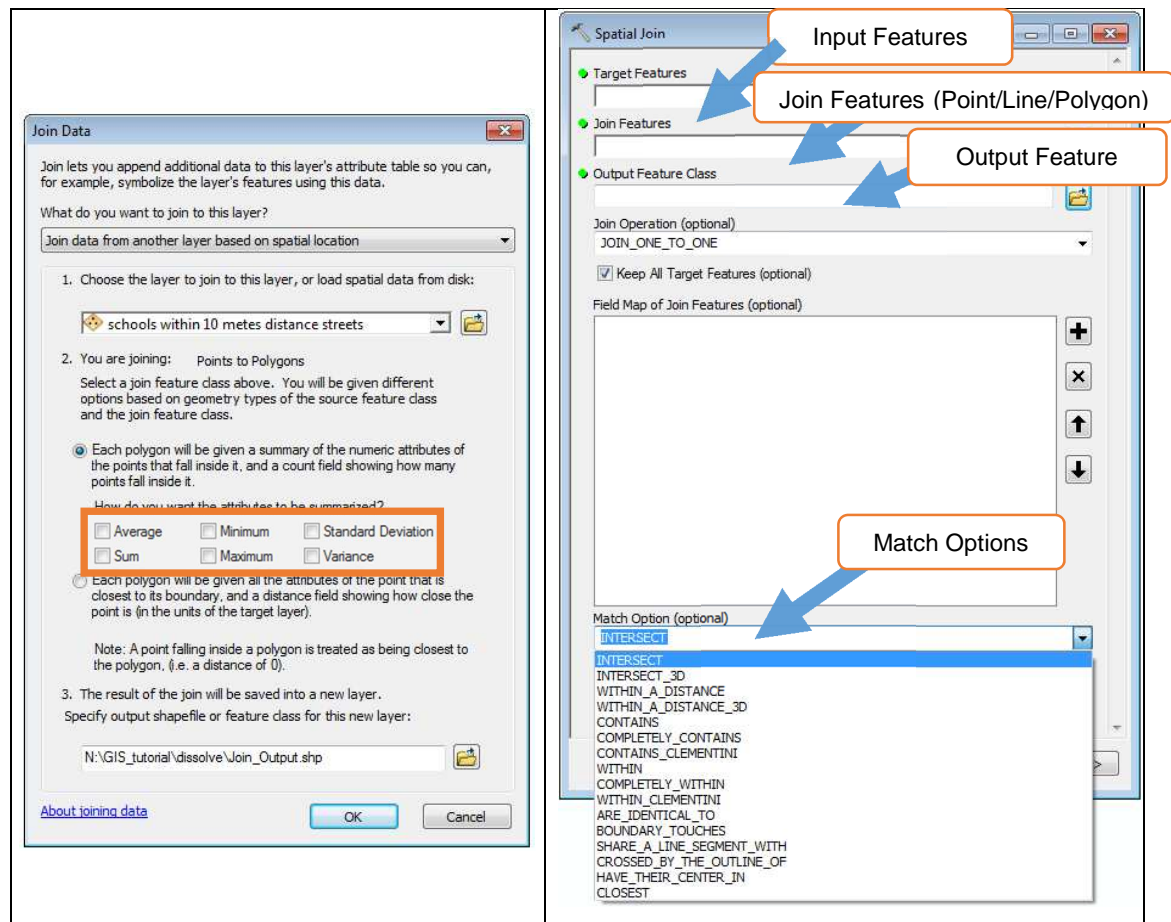 Join Data
Join lets you append additional data to this layer's attribute table so you can,
for example, symbolize the layer's features using this data.
What do you want to join to this layer?
Join data from another layer based on spatial location
1. Choose the layer to join to this layer, or load spatial data from disk:
schools within 10 metes distance streets
2. You are joining: Points to Polygons
Select a join feature class above. You will be given different
options based on geometry types of the source feature class
and the join feature class.
Each polygon will be given a summary of the numeric attributes of
the points that fall inside it, and a count field showing how many
points fall inside it.
How do you want the attributes to be summarized?
Average Minimum Standard Deviation
Sum Maximum Variance
Each polygon will be given all the attributes of the point that is
closest to its boundary, and a distance field showing how close the
point is (in the units of the target layer).
Note: A point falling inside a polygon is treated as being closest to
the polygon, (i.e. a distance of 0).
3. The result of the join will be saved into a new layer.
Specify output shapefile or feature class for this new layer:
N:\GIS_tutorial\dissolve\Join_Output.shp
About joining data
OK Cancel
Spatial Join
Input Features
Target Features
Join Features (Point/Line/Polygon)
Join Features
Output Feature
Output Feature Class
Join Operation (optional)
JOIN_ONE_TO_ONE
Keep All Target Features (optional)
Field Map of Join Features (optional)
Match Options
Match Option (optional)
INTERSECT
INTERSECT
INTERSECT_3D
WITHIN_A_DISTANCE
WITHIN_A_DISTANCE_3D
CONTAINS
COMPLETELY_CONTAINS
CONTAINS_CLEMENTINI
WITHIN
COMPLETELY_WITHIN
WITHIN_CLEMENTINI
ARE_IDENTICAL_TO
BOUNDARY_TOUCHES
SHARE_A_LINE_SEGMENT_WITH
CROSSED_BY_THE_OUTLINE_OF
HAVE_THEIR_CENTER_IN
CLOSEST